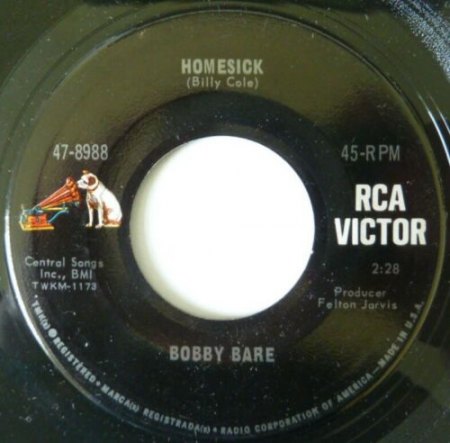 HOMESICK
(Billy Cole)
47-8988
45-RPM
RCA
VICTOR
Central Songs
Inc., BMI
TWKM-1173
2:28
Producer
Felton Jarvis
BOBBY BARE
TMK(s) ® REGISTERED • MARCA(s) REGISTRADA(s) • RADIO CORPORATION OF AMERICA—MADE IN U.S.A.